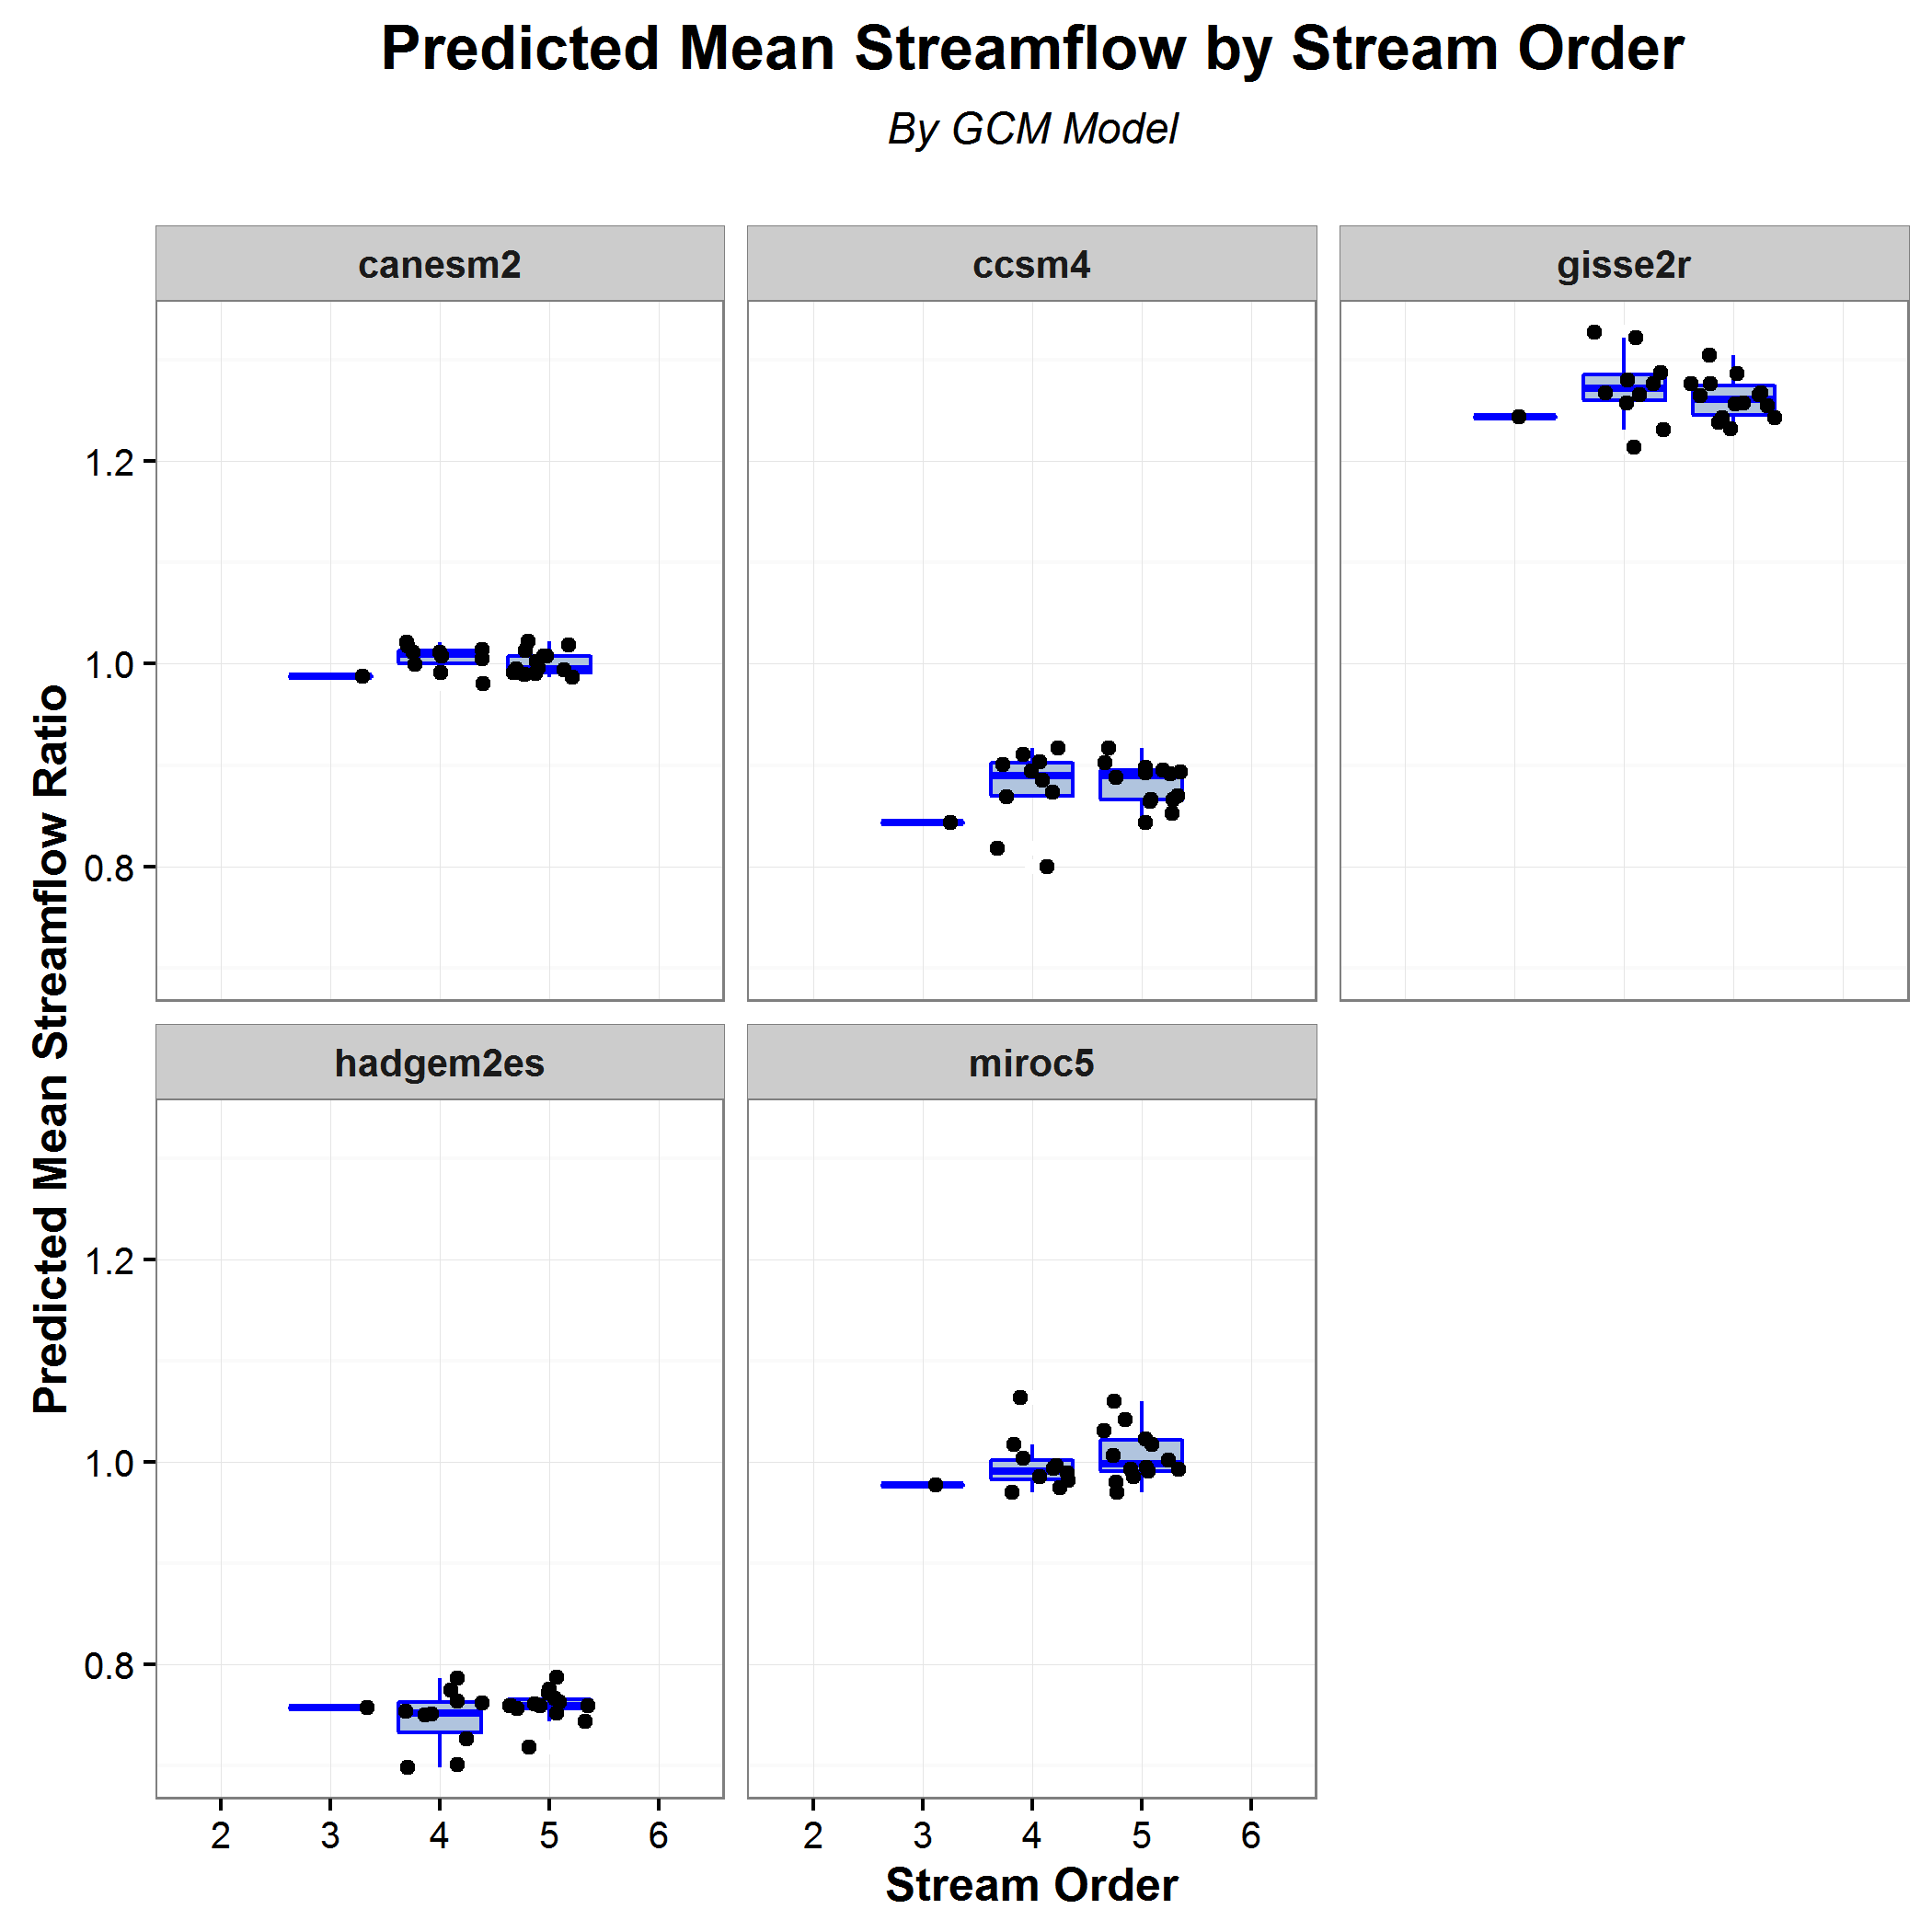 Predicted Mean Streamflow by Stream Order
By GCM Model
canesm2
ccsm4
gisse2r
1.2
1.0
0.8
Predicted Mean Streamflow Ratio
hadgem2es
miroc5
1.2
1.0
0.8
2 3 4 5 6
2 3 4 5 6
Stream Order